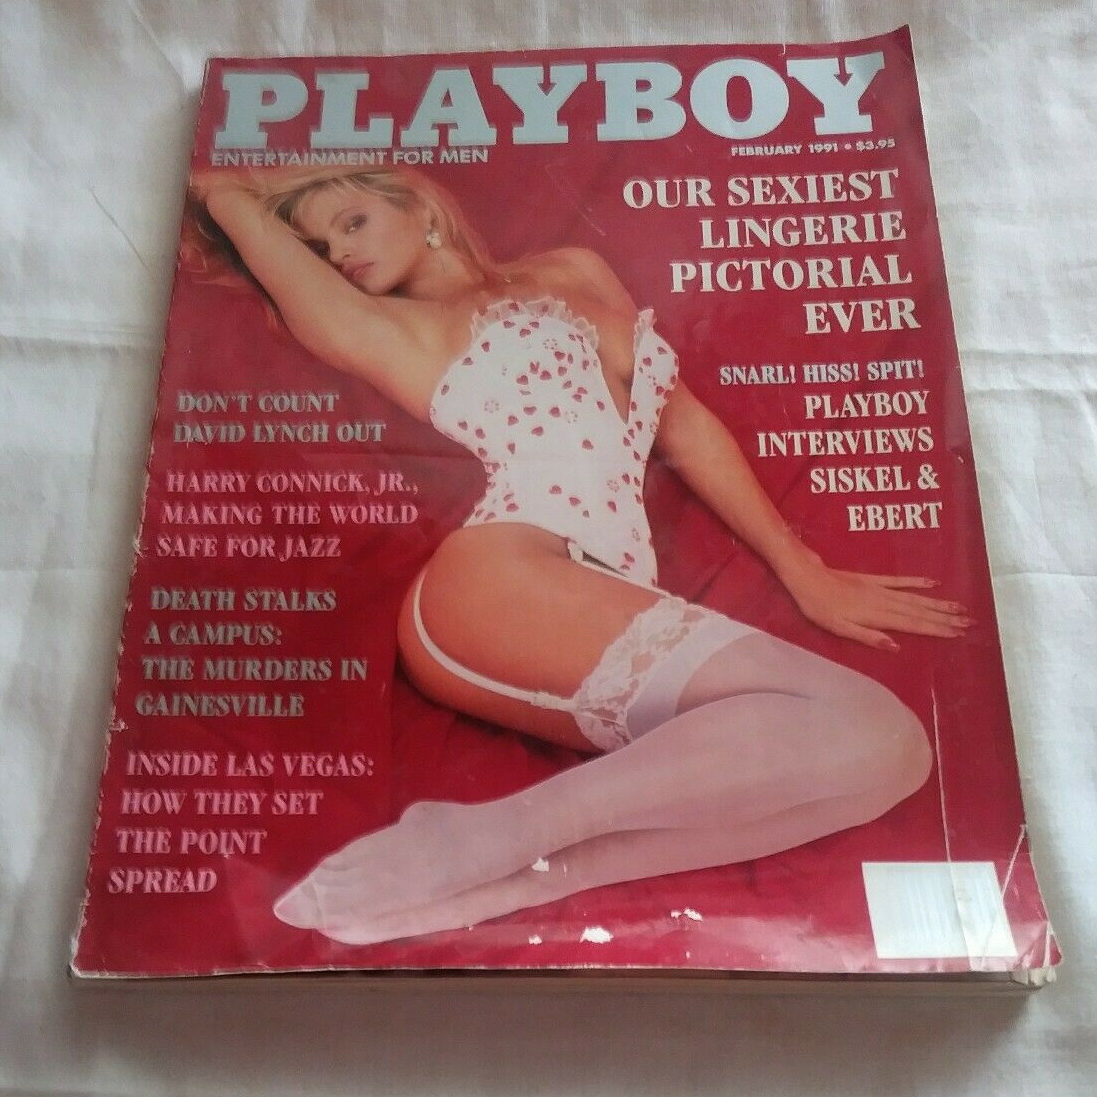 PLAYBOY
ENTERTAINMENT FOR MEN
FEBRUARY 1991 • $3.95
OUR SEXIEST
LINGERIE
PICTORIAL
EVER
SNARL! HISS! SPIT!
PLAYBOY
INTERVIEWS
SISKEL &
EBERT
DON'T COUNT
DAVID LYNCH OUT
HARRY CONNICK, JR.,
MAKING THE WORLD
SAFE FOR JAZZ
DEATH STALKS
A CAMPUS:
THE MURDERS IN
GAINESVILLE
INSIDE LAS VEGAS:
HOW THEY SET
THE POINT
SPREAD